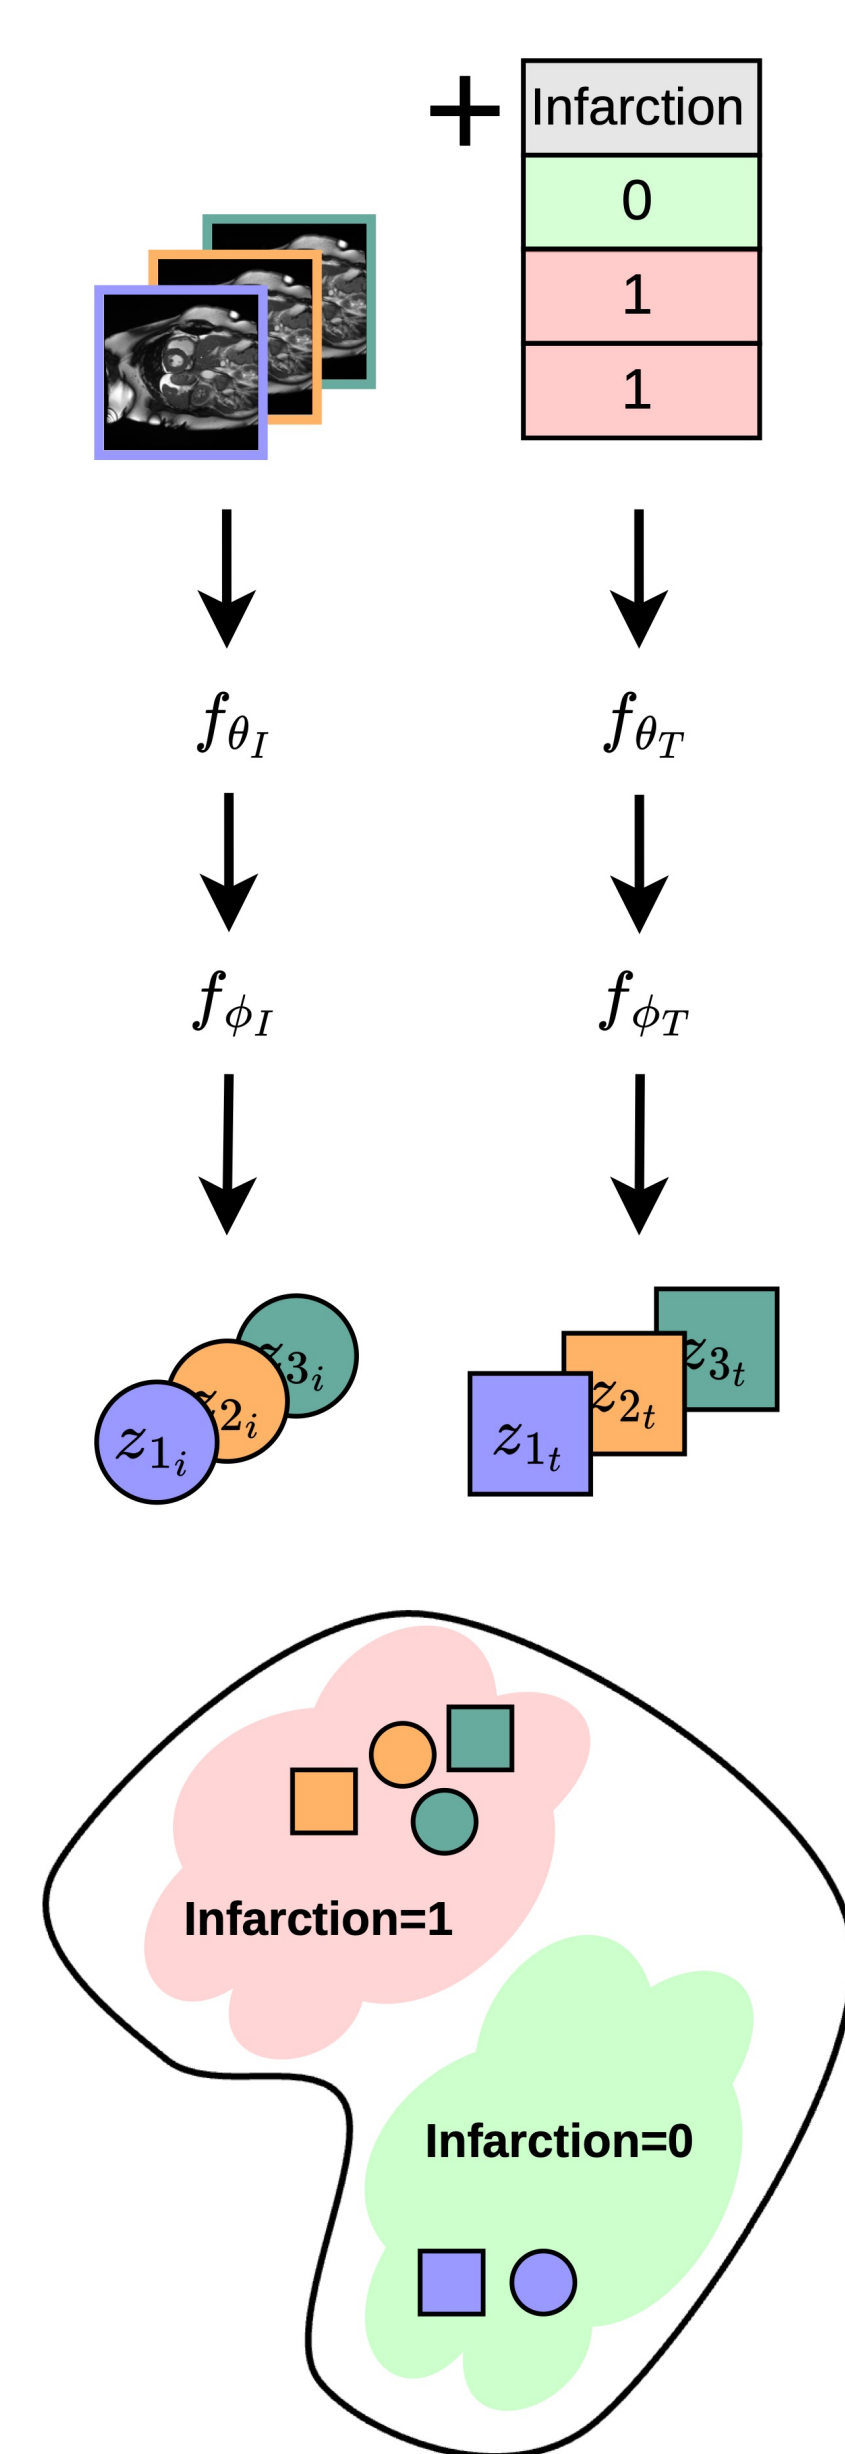 +
Infarction
0
1
1
f_{θ_I} f_{θ_T}
f_{ϕ_I} f_{ϕ_T}
z_{1_i} z_{2_i} z_{3_i} z_{1_t} z_{2_t} z_{3_t}
Infarction=1
Infarction=0